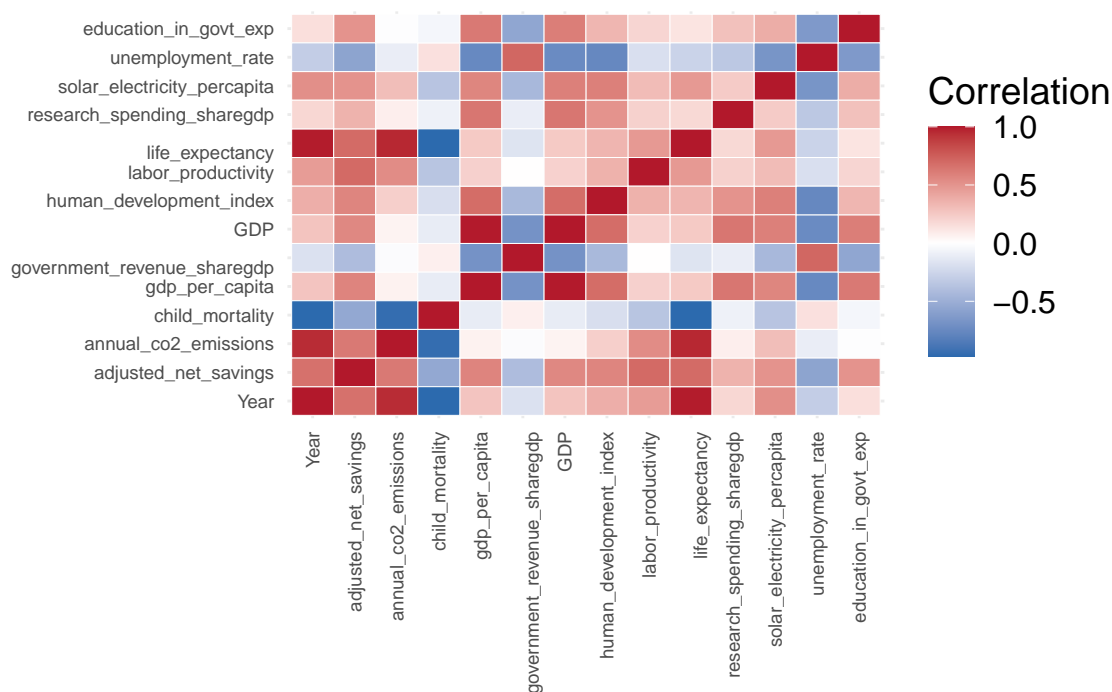 education_in_govt_exp
unemployment_rate
solar_electricity_percapita
research_spending_sharegdp
life_expectancy
labor_productivity
human_development_index
GDP
government_revenue_sharegdp
gdp_per_capita
child_mortality
annual_co2_emissions
adjusted_net_savings
Year
Year
adjusted_net_savings
annual_co2_emissions
child_mortality
gdp_per_capita
government_revenue_sharegdp
GDP
human_development_index
labor_productivity
life_expectancy
research_spending_sharegdp
solar_electricity_percapita
unemployment_rate
education_in_govt_exp
Correlation
1.0
0.5
0.0
−0.5